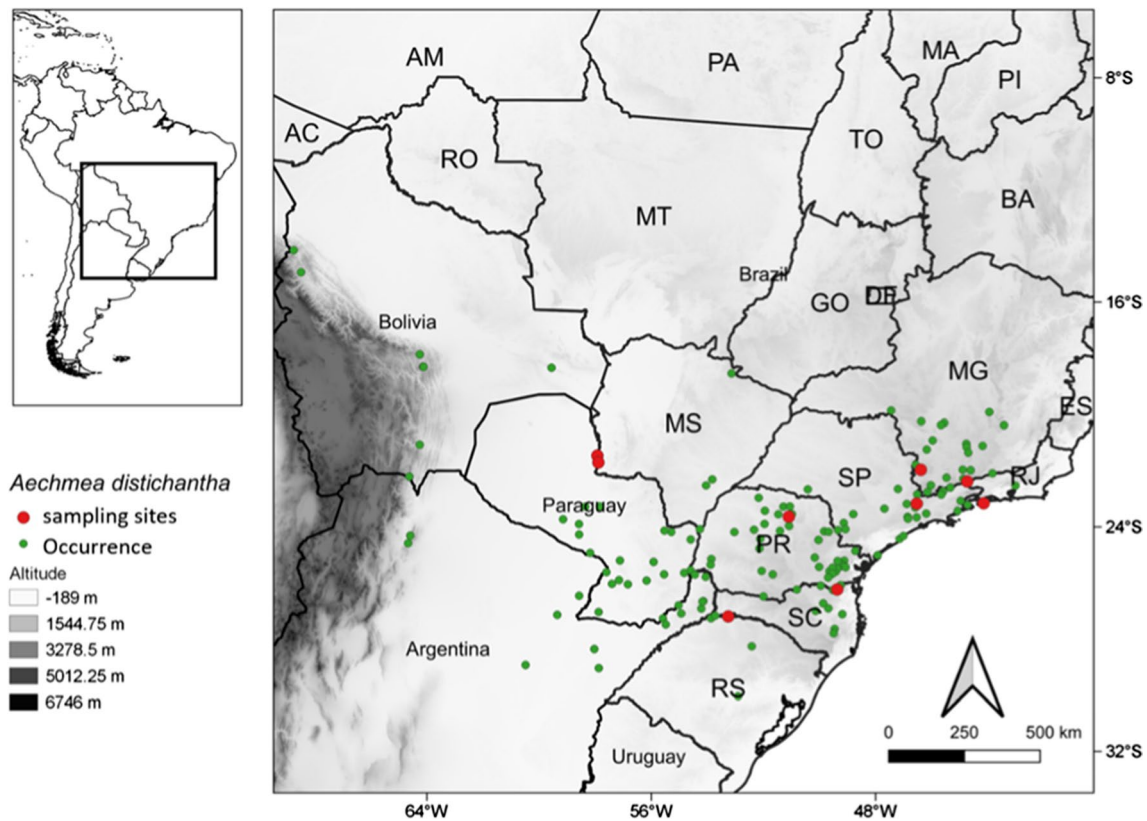 AM
PA
MA
PI
8°S
AC
RO
TO
BA
MT
Brazil
GO
DF
16°S
Bolivia
MG
ES
MS
SP
RJ
Aechmea distichantha
sampling sites
Occurrence
Paraguay
24°S
PR
SC
Altitude
-189 m
1544.75 m
3278.5 m
5012.25 m
6746 m
Argentina
RS
Uruguay
0 250 500 km
32°S
64°W 56°W 48°W